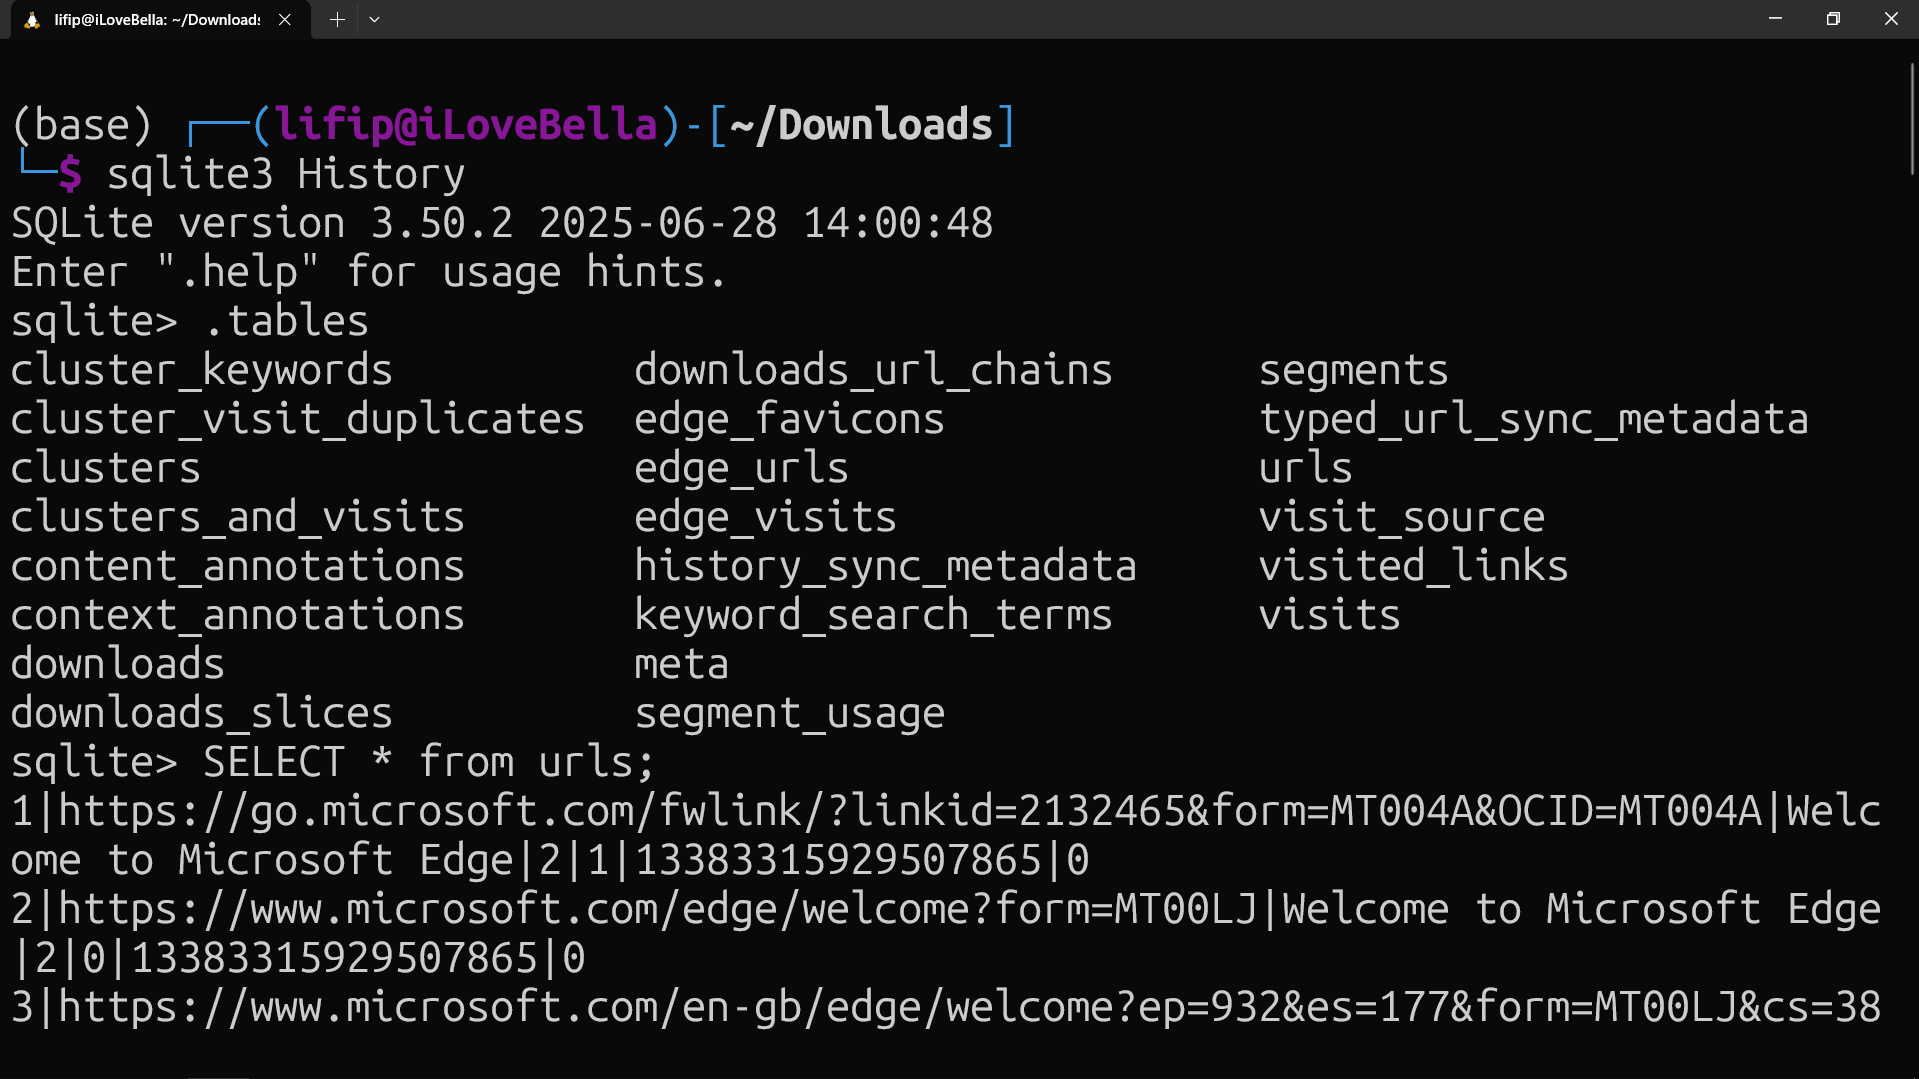 lifip@iLoveBella: ~/Downloads
(base) ┌──(lifip@iLoveBella)-[~/Downloads]
└─$ sqlite3 History
SQLite version 3.50.2 2025-06-28 14:00:48
Enter ".help" for usage hints.
sqlite> .tables
cluster_keywords downloads_url_chains segments
cluster_visit_duplicates edge_favicons typed_url_sync_metadata
clusters edge_urls urls
clusters_and_visits edge_visits visit_source
content_annotations history_sync_metadata visited_links
context_annotations keyword_search_terms visits
downloads meta
downloads_slices segment_usage
sqlite> SELECT * from urls;
1|https://go.microsoft.com/fwlink/?linkid=2132465&form=MT004A&OCID=MT004A|Welc
ome to Microsoft Edge|2|1|13383315929507865|0
2|https://www.microsoft.com/edge/welcome?form=MT00LJ|Welcome to Microsoft Edge
|2|0|13383315929507865|0
3|https://www.microsoft.com/en-gb/edge/welcome?ep=932&es=177&form=MT00LJ&cs=38